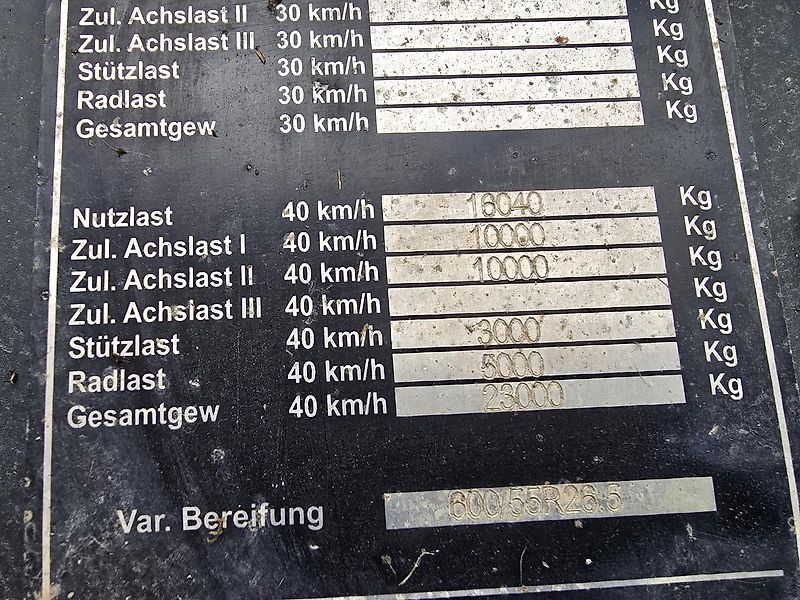 Zul. Achslast II 30 km/h Kg
Zul. Achslast III 30 km/h Kg
Stützlast 30 km/h Kg
Radlast 30 km/h Kg
Gesamtgew 30 km/h Kg
Nutzlast 40 km/h 16040 Kg
Zul. Achslast I 40 km/h 10000 Kg
Zul. Achslast II 40 km/h 10000 Kg
Zul. Achslast III 40 km/h Kg
Stützlast 40 km/h 3000 Kg
Radlast 40 km/h 5000 Kg
Gesamtgew 40 km/h 23000 Kg
Var. Bereifung 600/55R26.5